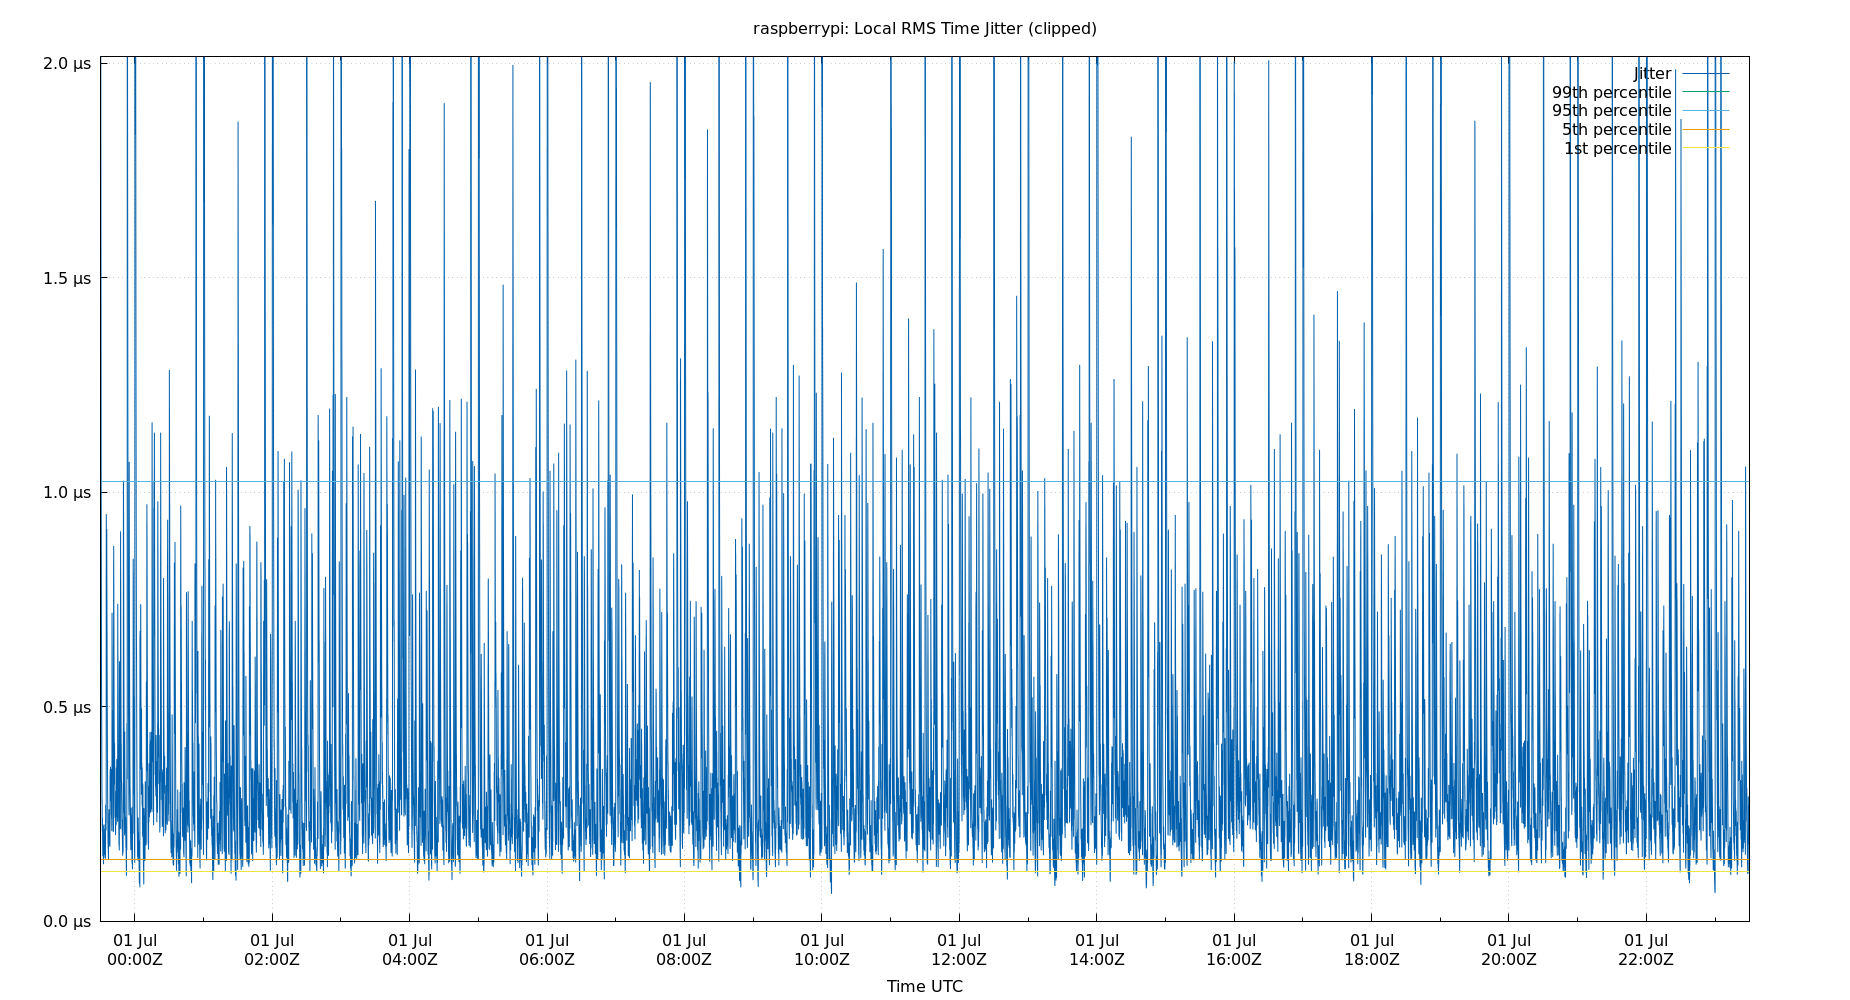 raspberrypi: Local RMS Time Jitter (clipped)
2.0 µs
1.5 µs
1.0 µs
0.5 µs
0.0 µs
Jitter
99th percentile
95th percentile
5th percentile
1st percentile
01 Jul 01 Jul 01 Jul 01 Jul 01 Jul 01 Jul 01 Jul 01 Jul 01 Jul 01 Jul 01 Jul 01 Jul
00:00Z 02:00Z 04:00Z 06:00Z 08:00Z 10:00Z 12:00Z 14:00Z 16:00Z 18:00Z 20:00Z 22:00Z
Time UTC